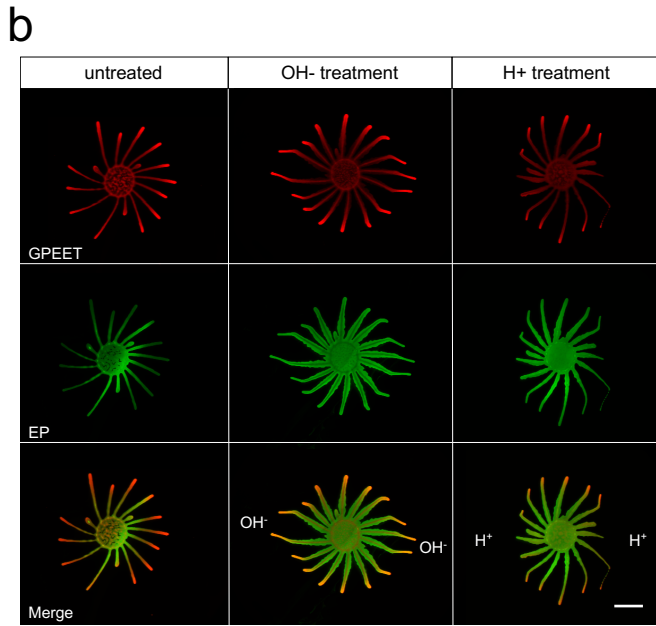 b
untreated OH- treatment H+ treatment
GPEET
EP
OH- OH- H+ H+
Merge